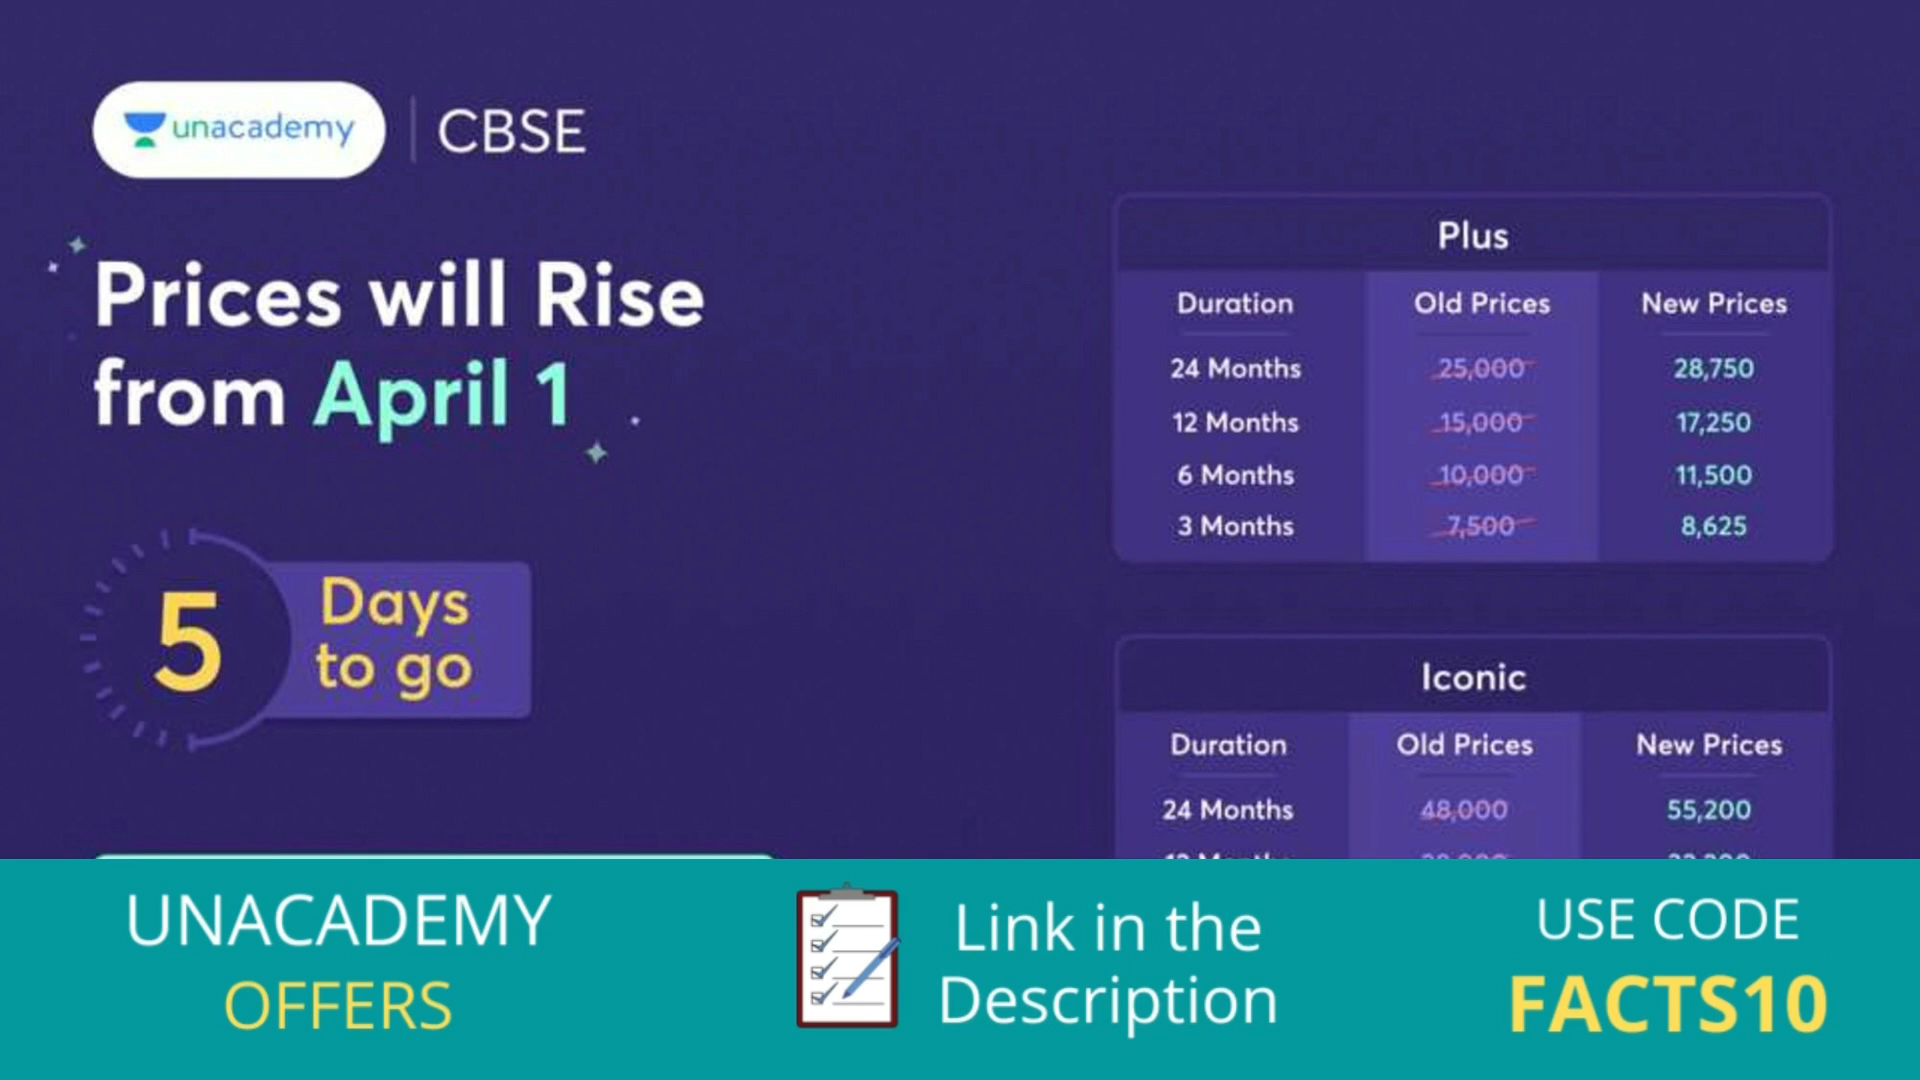 unacademy | CBSE
Prices will Rise
from April 1
5 Days
to go
Plus
Duration Old Prices New Prices
24 Months 25,000 28,750
12 Months 15,000 17,250
6 Months 10,000 11,500
3 Months 7,500 8,625
Iconic
Duration Old Prices New Prices
24 Months 48,000 55,200
UNACADEMY
OFFERS
Link in the
Description
USE CODE
FACTS10